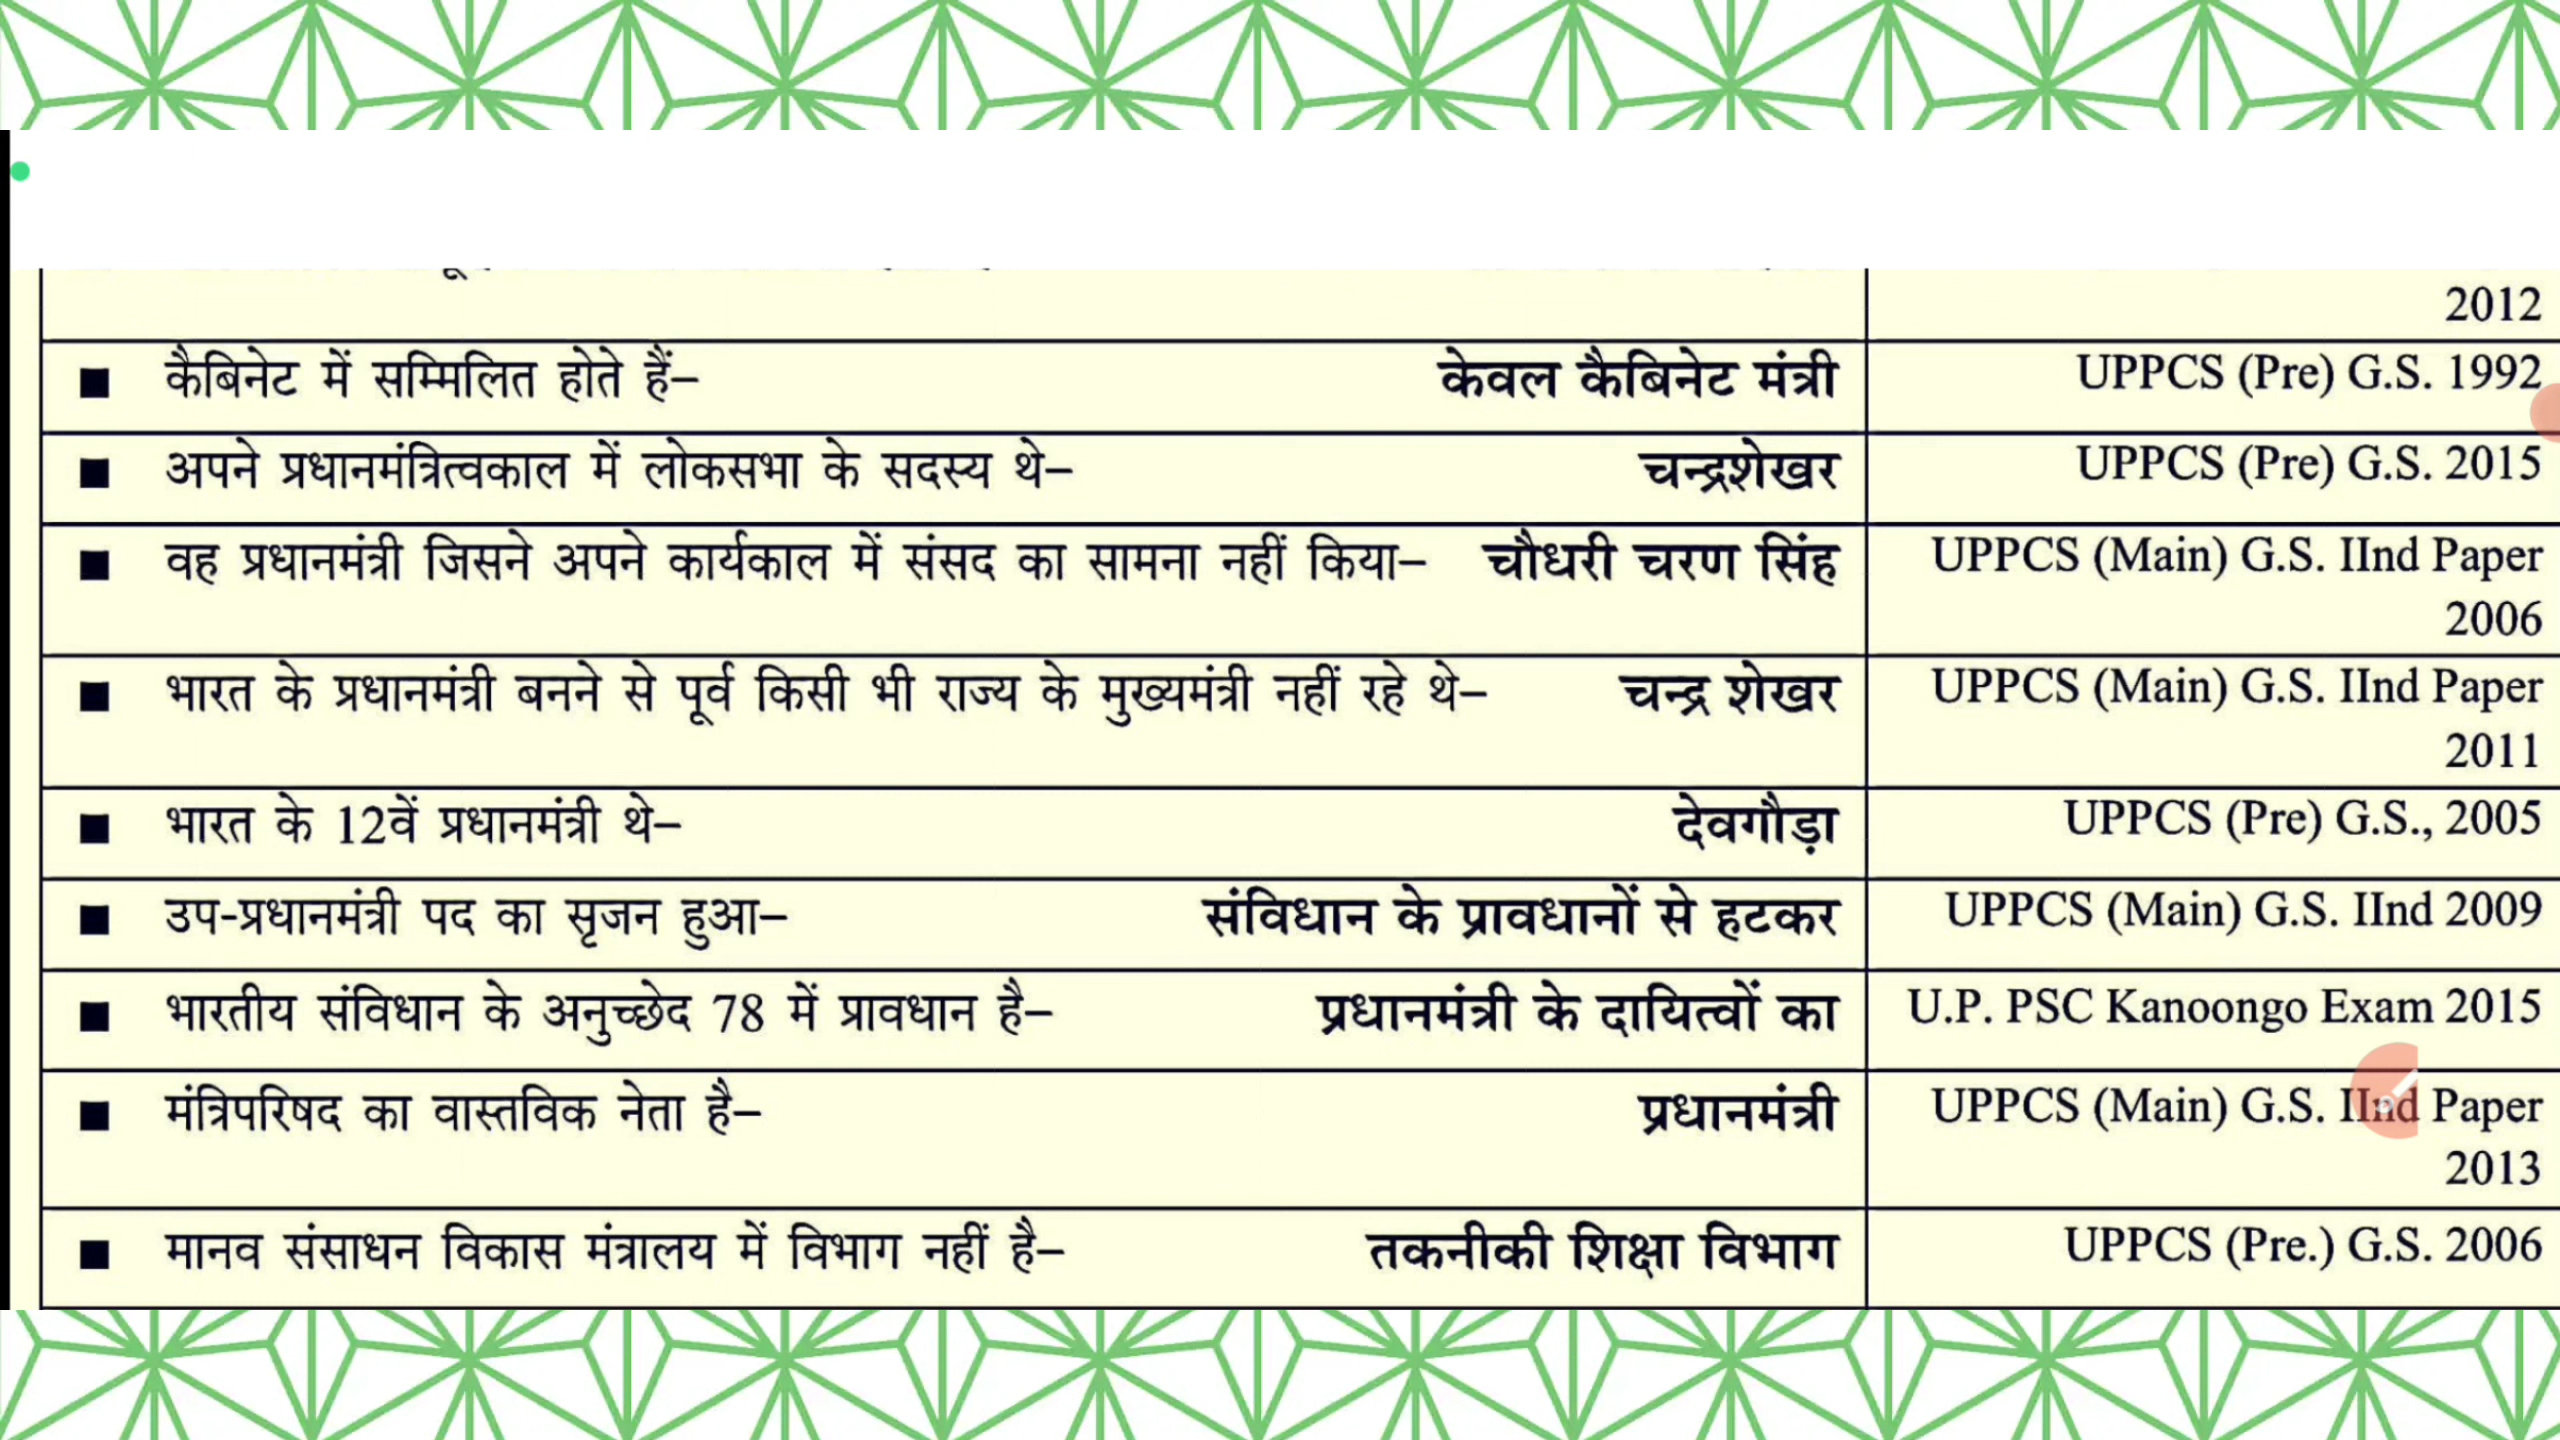 2012
■ कैबिनेट में सम्मिलित होते हैं– केवल कैबिनेट मंत्री UPPCS (Pre) G.S. 1992
■ अपने प्रधानमंत्रित्वकाल में लोकसभा के सदस्य थे– चन्द्रशेखर UPPCS (Pre) G.S. 2015
■ वह प्रधानमंत्री जिसने अपने कार्यकाल में संसद का सामना नहीं किया– चौधरी चरण सिंह UPPCS (Main) G.S. IInd Paper
2006
■ भारत के प्रधानमंत्री बनने से पूर्व किसी भी राज्य के मुख्यमंत्री नहीं रहे थे– चन्द्र शेखर UPPCS (Main) G.S. IInd Paper
2011
■ भारत के 12वें प्रधानमंत्री थे– देवगौड़ा UPPCS (Pre) G.S., 2005
■ उप-प्रधानमंत्री पद का सृजन हुआ– संविधान के प्रावधानों से हटकर UPPCS (Main) G.S. IInd 2009
■ भारतीय संविधान के अनुच्छेद 78 में प्रावधान है– प्रधानमंत्री के दायित्वों का U.P. PSC Kanoongo Exam 2015
■ मंत्रिपरिषद का वास्तविक नेता है– प्रधानमंत्री UPPCS (Main) G.S. IInd Paper
2013
■ मानव संसाधन विकास मंत्रालय में विभाग नहीं है– तकनीकी शिक्षा विभाग UPPCS (Pre.) G.S. 2006